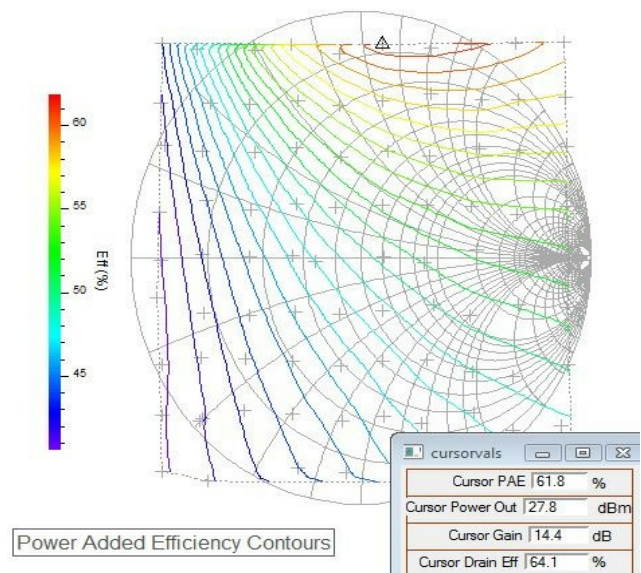 60
55
50
45
Eff (%)
Power Added Efficiency Contours
cursorvals
Cursor PAE 61.8 %
Cursor Power Out 27.8 dBm
Cursor Gain 14.4 dB
Cursor Drain Eff 64.1 %